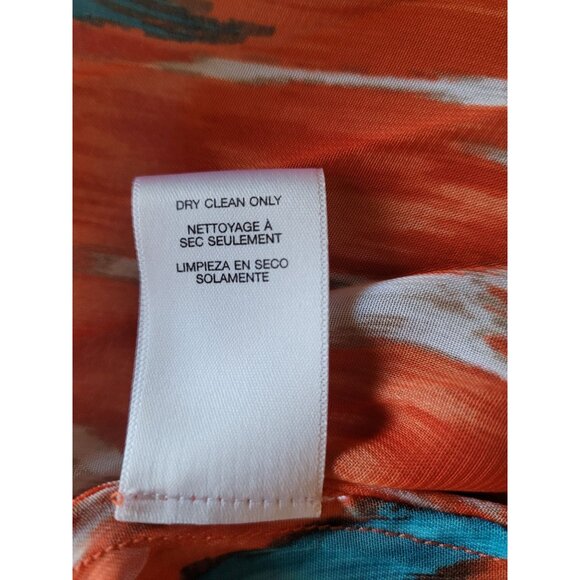 DRY CLEAN ONLY
NETTOYAGE À
SEC SEULEMENT
LIMPIEZA EN SECO
SOLAMENTE